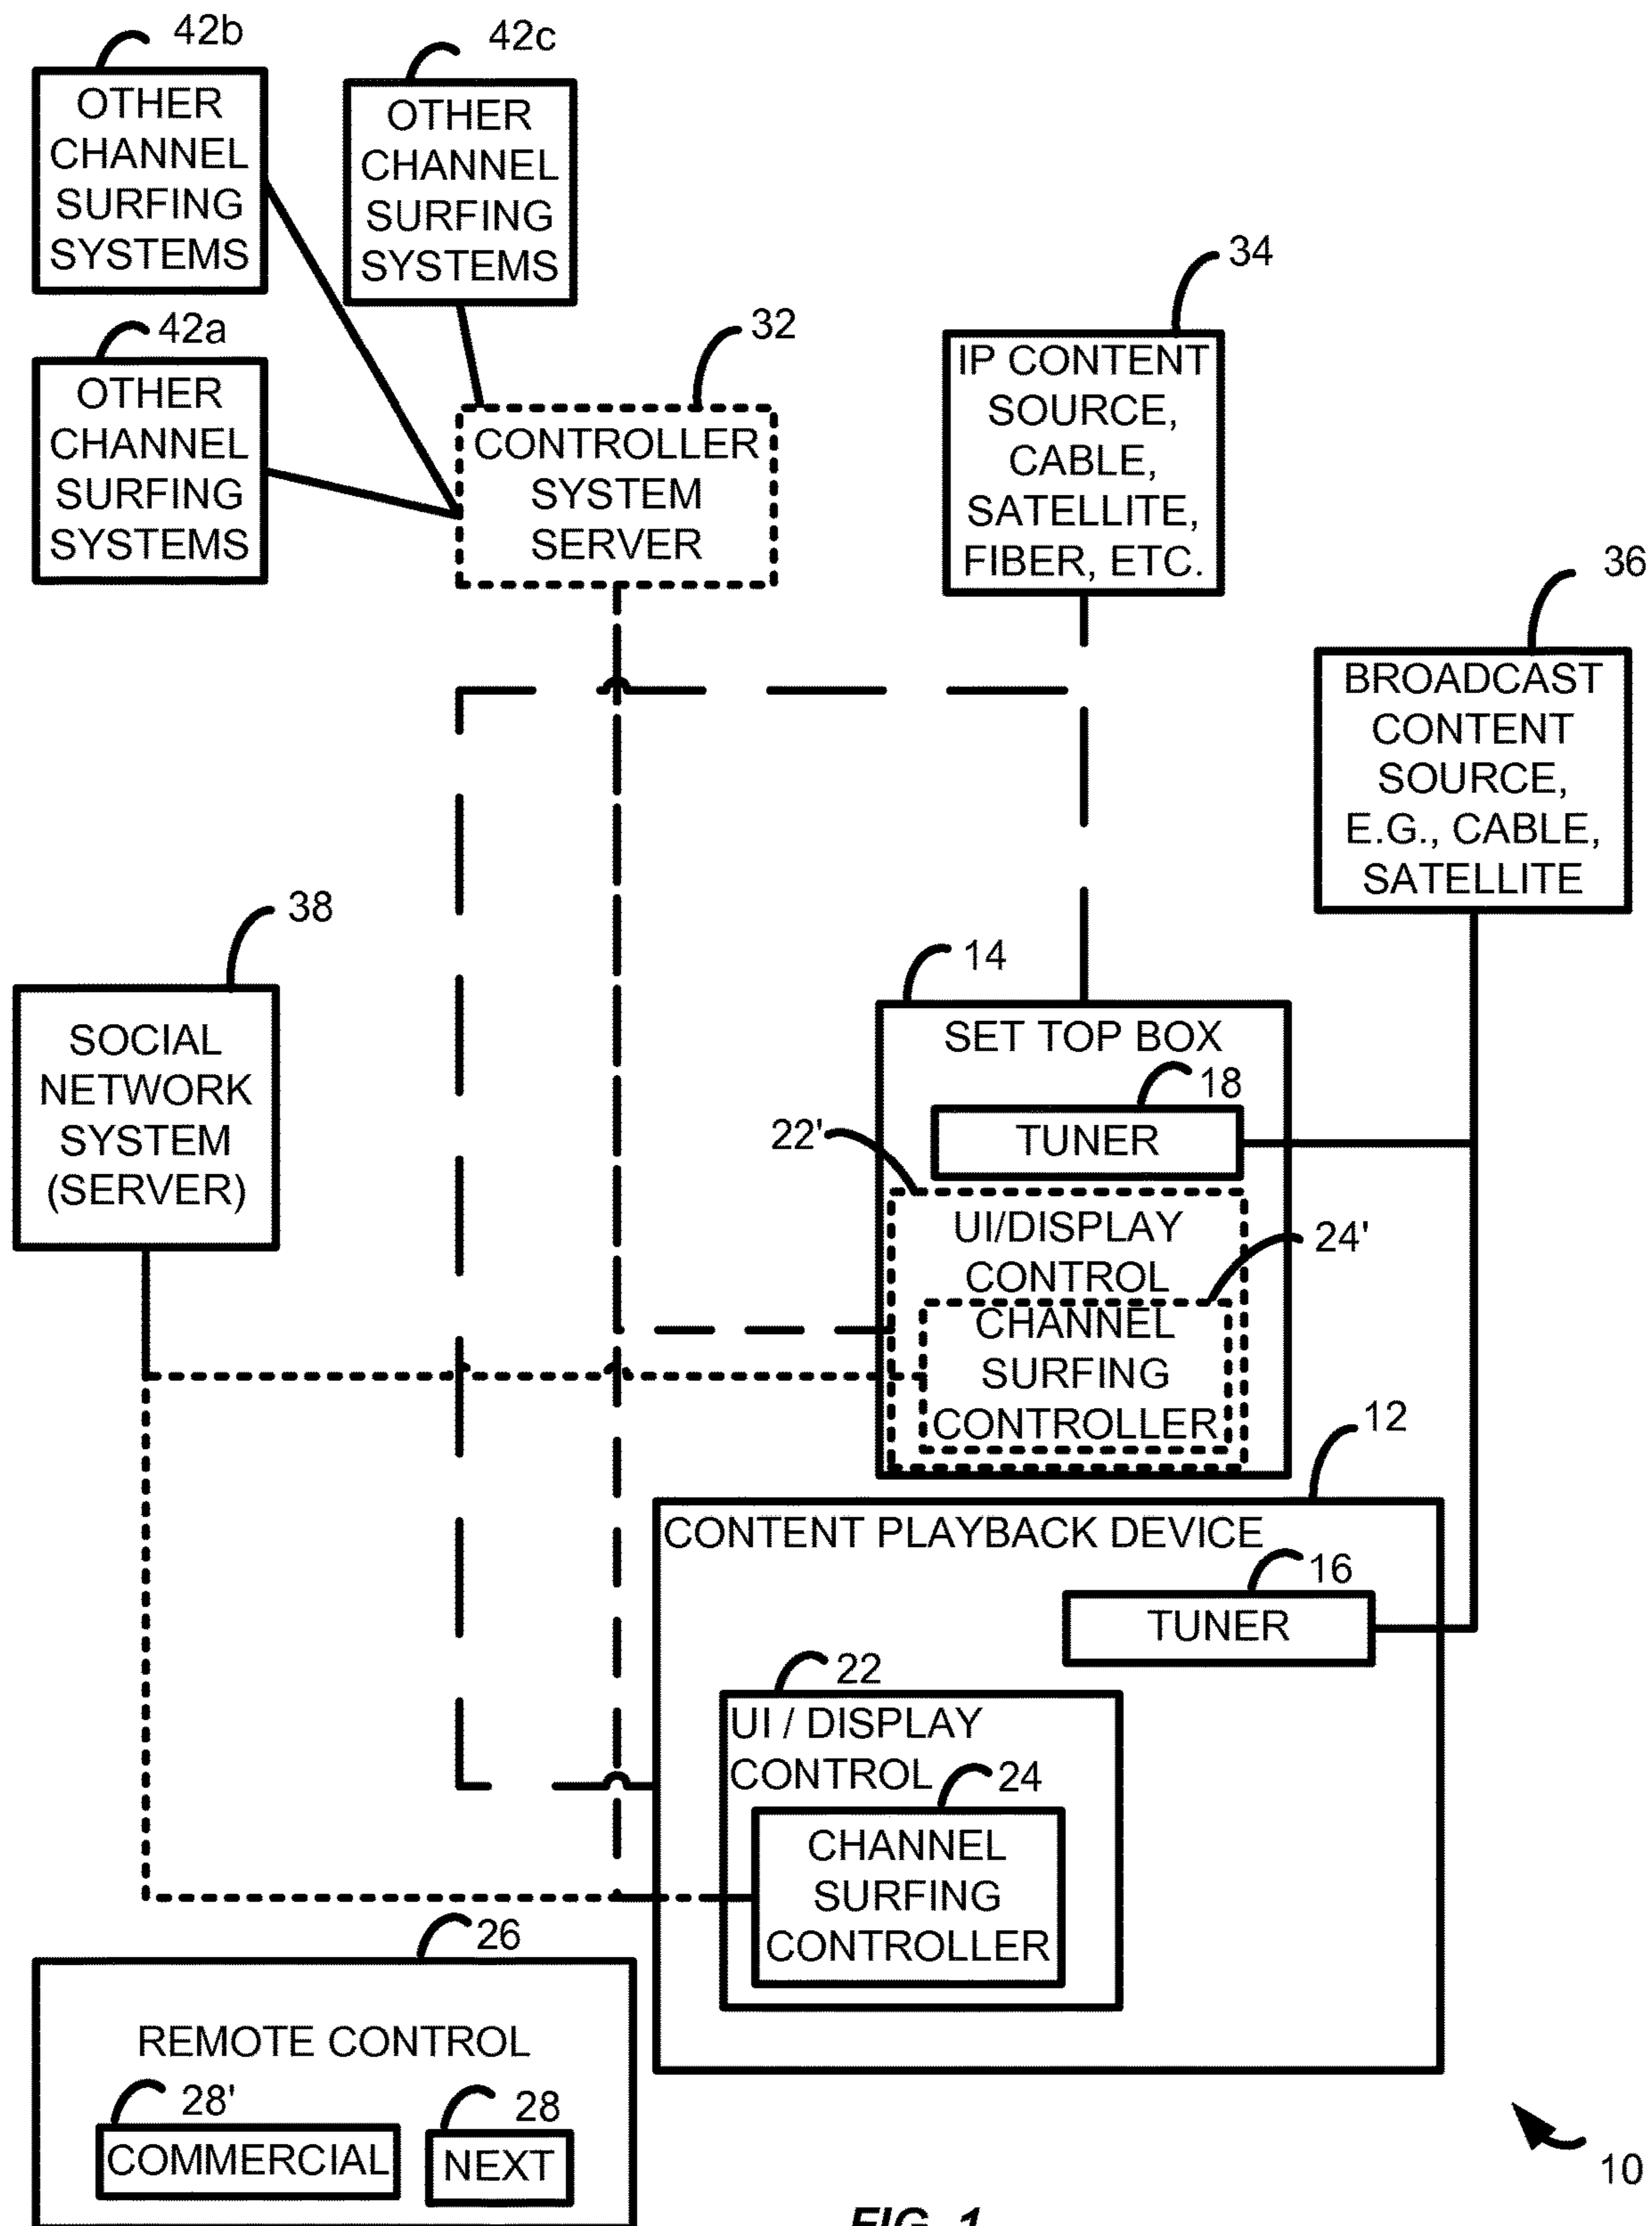 42b
OTHER
CHANNEL
SURFING
SYSTEMS
42c
OTHER
CHANNEL
SURFING
SYSTEMS
42a
OTHER
CHANNEL
SURFING
SYSTEMS
32
CONTROLLER
SYSTEM
SERVER
34
IP CONTENT
SOURCE,
CABLE,
SATELLITE,
FIBER, ETC.
36
BROADCAST
CONTENT
SOURCE,
E.G., CABLE,
SATELLITE
38
SOCIAL
NETWORK
SYSTEM
(SERVER)
14
SET TOP BOX
18
TUNER
22'
UI/DISPLAY
CONTROL
24'
CHANNEL
SURFING
CONTROLLER
12
CONTENT PLAYBACK DEVICE
16
TUNER
22
UI / DISPLAY
CONTROL
24
CHANNEL
SURFING
CONTROLLER
26
REMOTE CONTROL
28'
COMMERCIAL
28
NEXT
10
FIG. 1